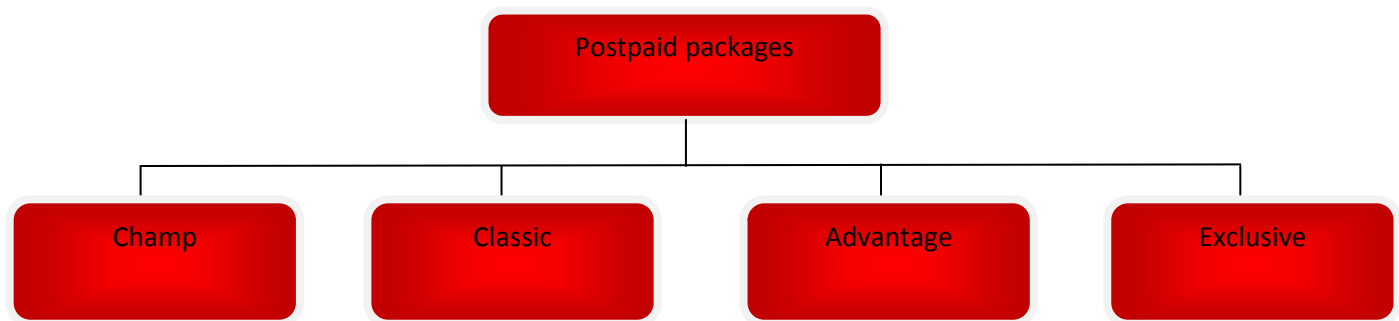 Postpaid packages
Champ
Classic
Advantage
Exclusive